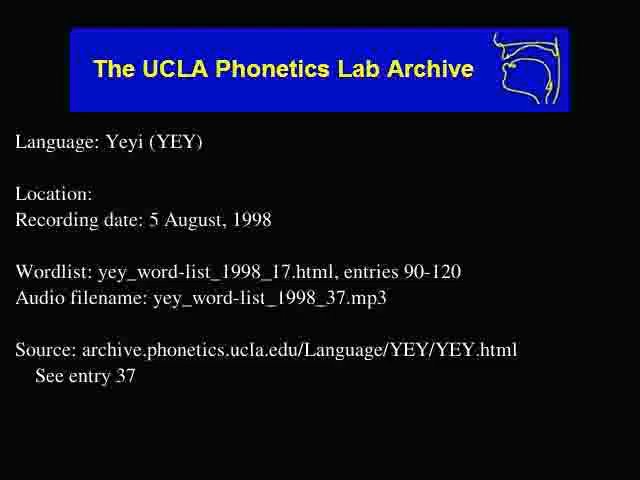 The UCLA Phonetics Lab Archive
Language: Yeyi (YEY)
Location:
Recording date: 5 August, 1998
Wordlist: yey_word-list_1998_17.html, entries 90-120
Audio filename: yey_word-list_1998_37.mp3
Source: archive.phonetics.ucla.edu/Language/YEY/YEY.html
See entry 37